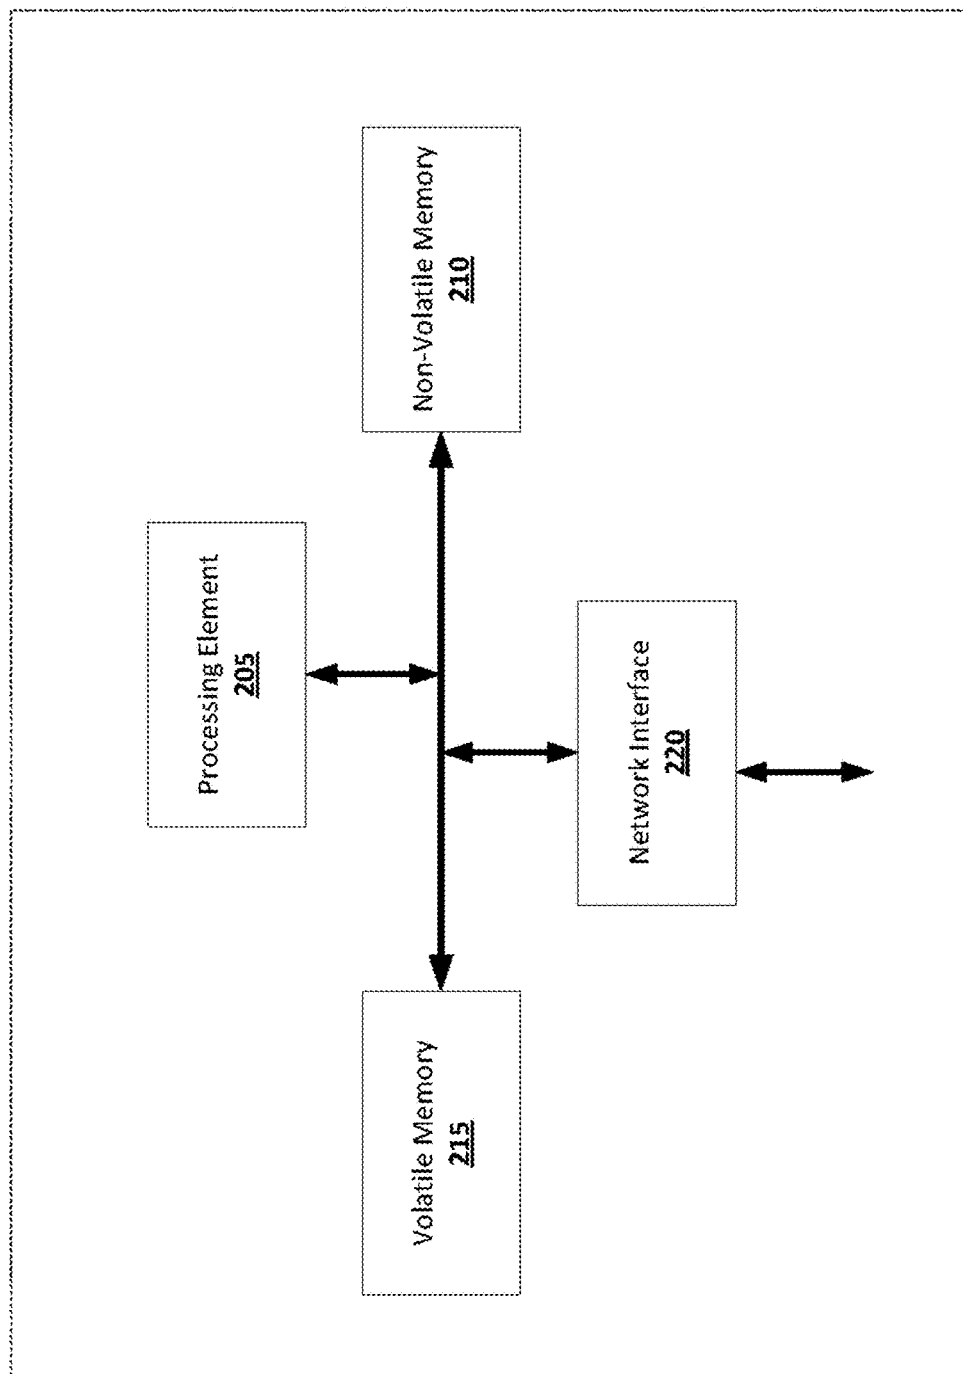 Processing Element
205
Volatile Memory
215
Non-Volatile Memory
210
Network Interface
220